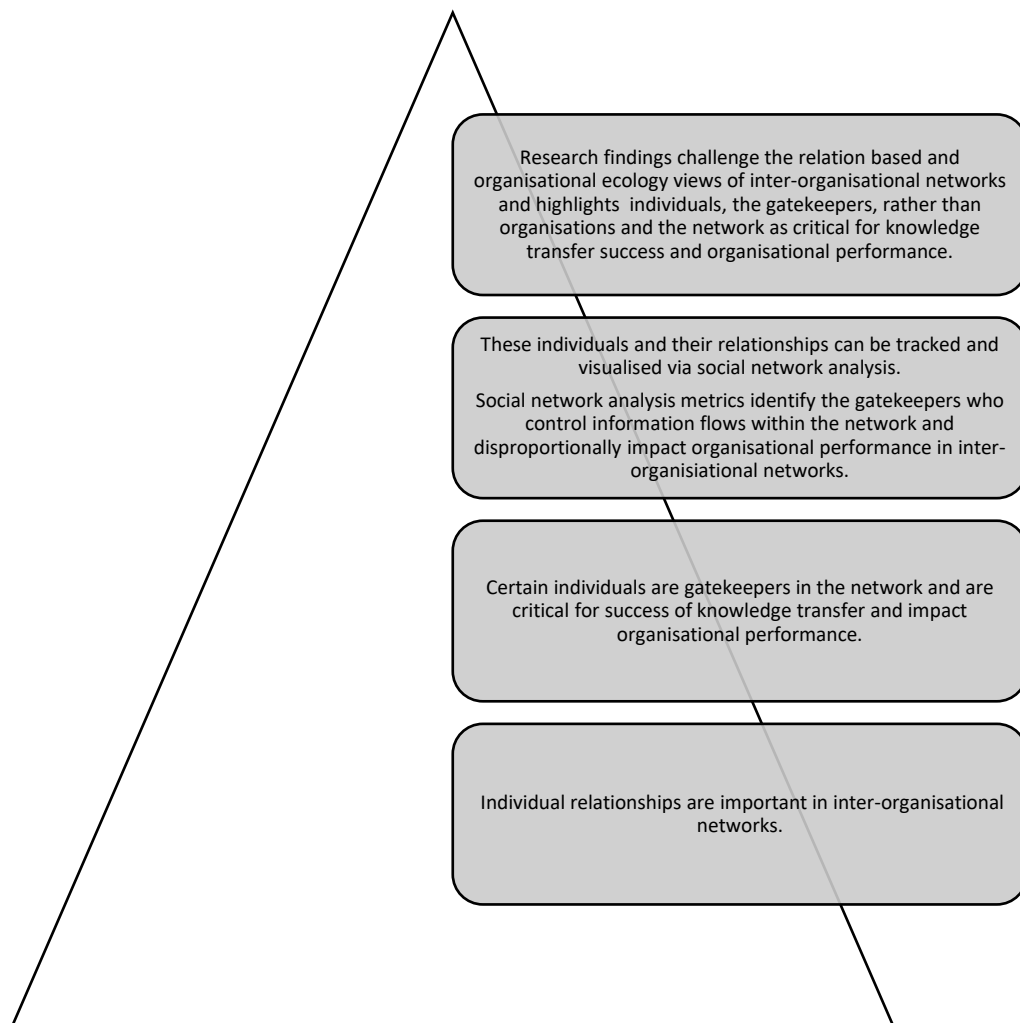 Research findings challenge the relation based and
organisational ecology views of inter-organisational networks
and highlights  individuals, the gatekeepers, rather than
organisations and the network as critical for knowledge
transfer success and organisational performance.
These individuals and their relationships can be tracked and
visualised via social network analysis.
Social network analysis metrics identify the gatekeepers who
control information flows within the network and
disproportionally impact organisational performance in inter-
organisiational networks.
Certain individuals are gatekeepers in the network and are
critical for success of knowledge transfer and impact
organisational performance.
Individual relationships are important in inter-organisational
networks.